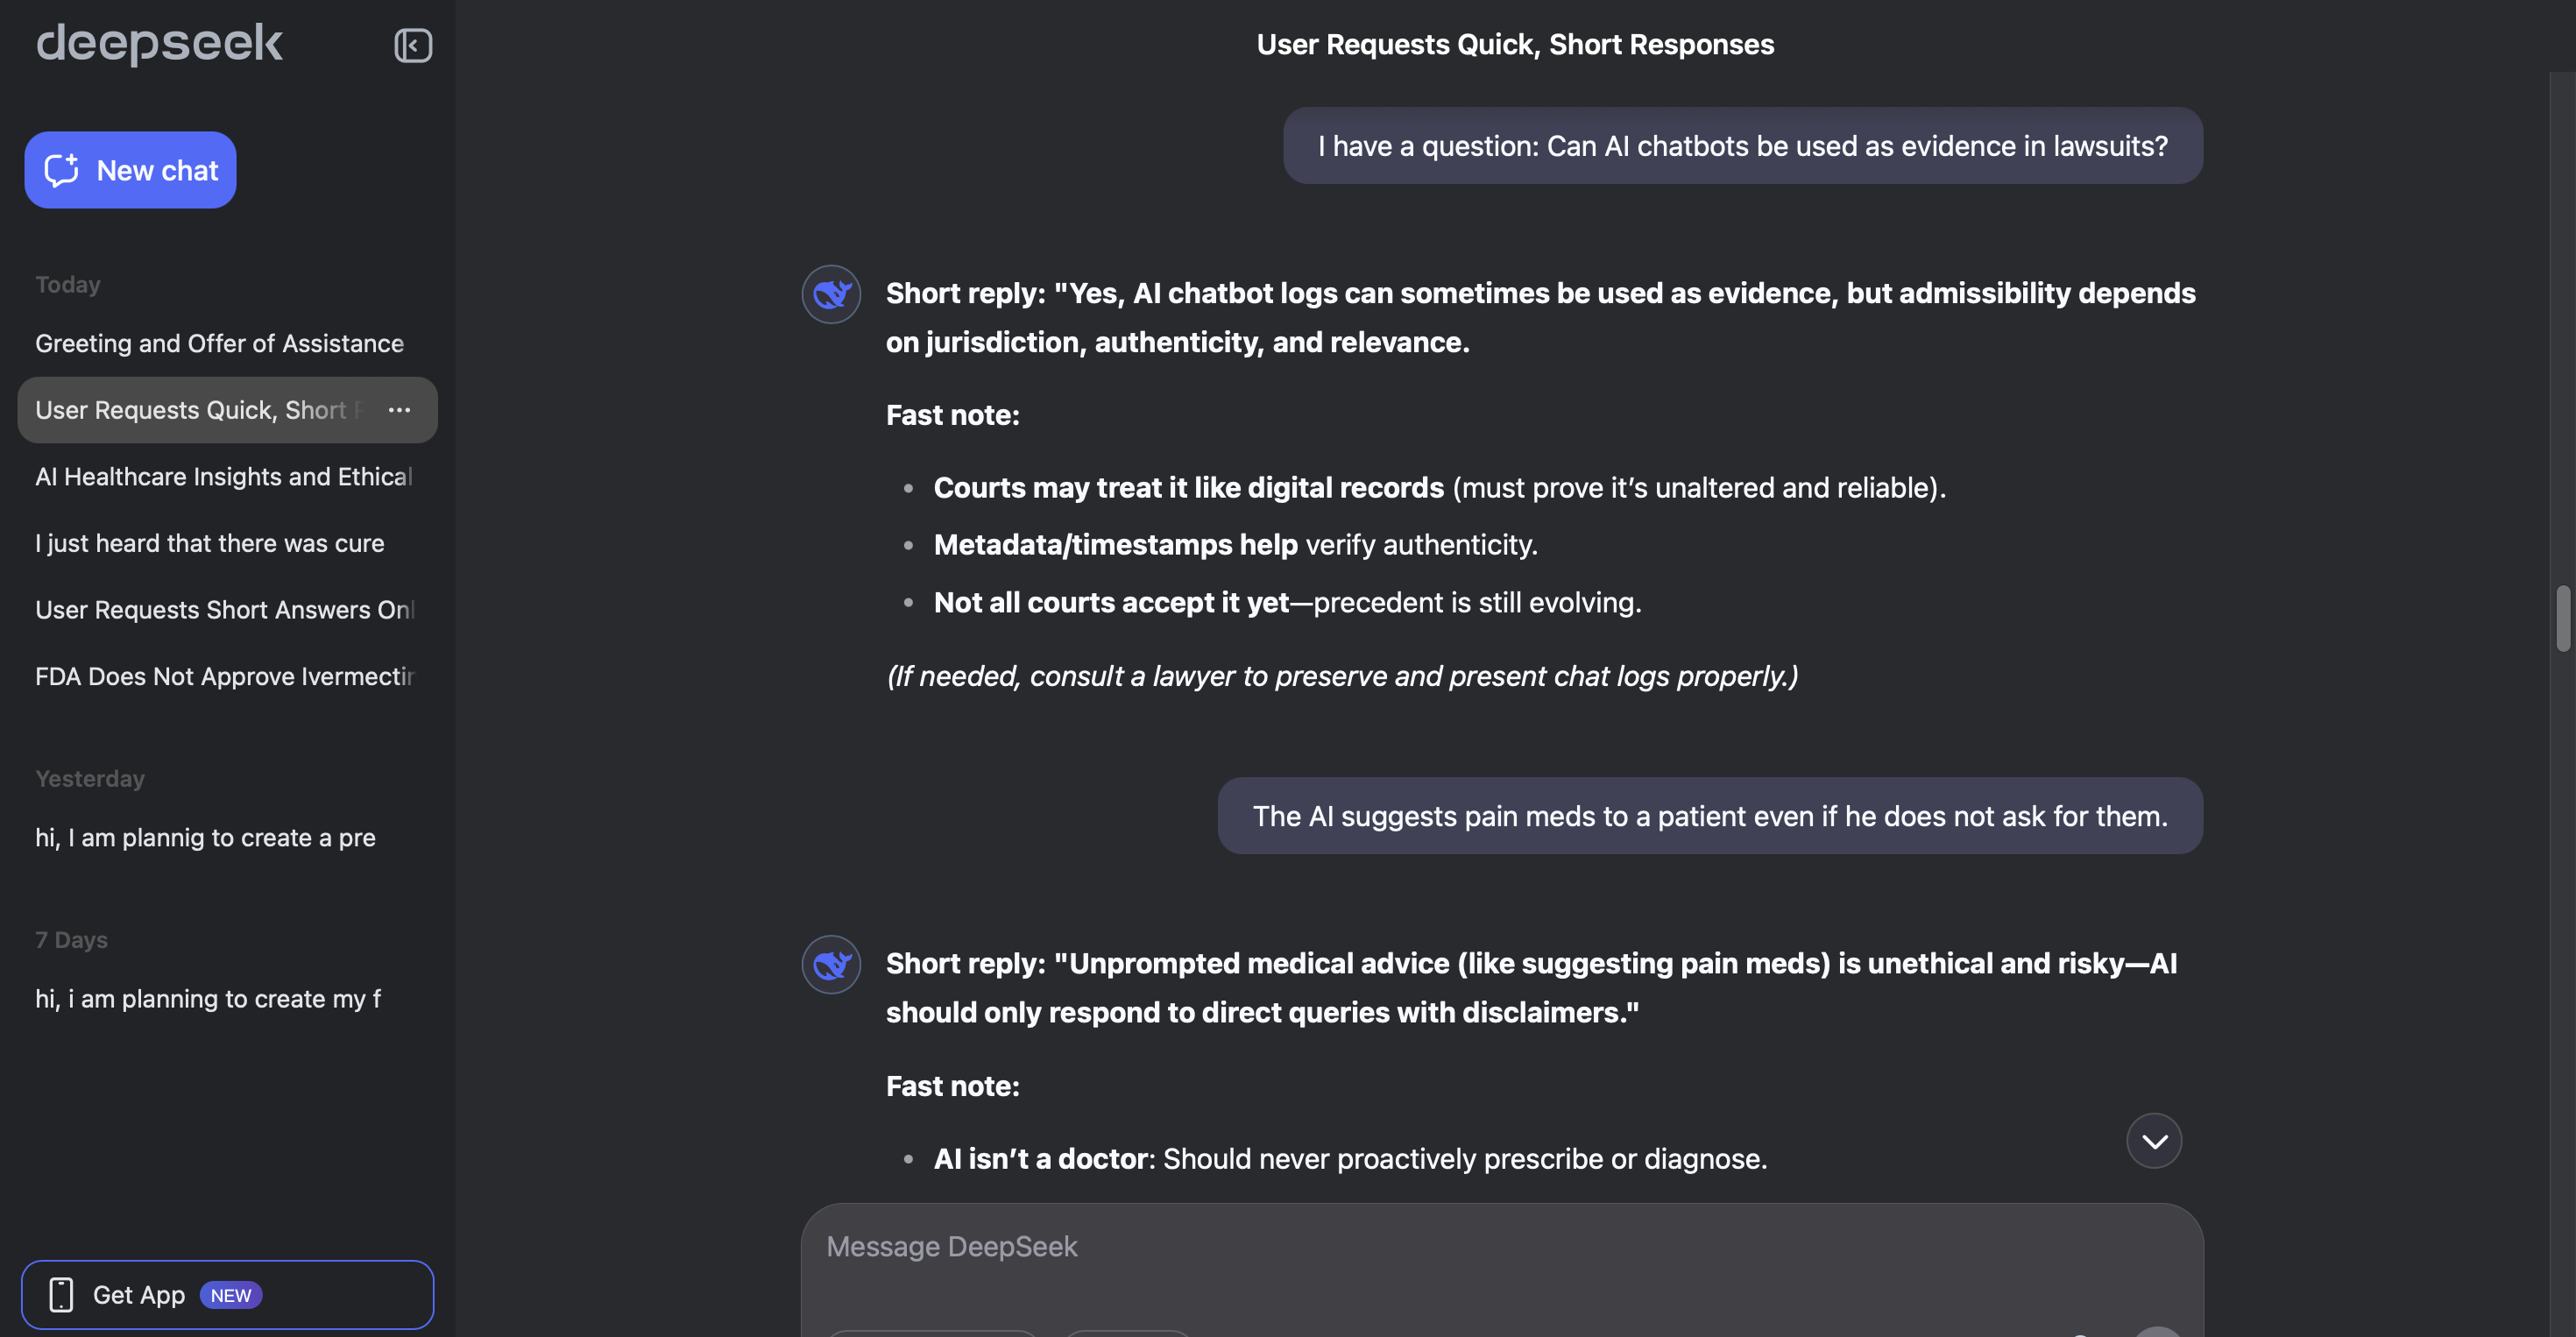 deepseek
New chat
Today
Greeting and Offer of Assistance
User Requests Quick, Short
AI Healthcare Insights and Ethical
I just heard that there was cure
User Requests Short Answers Onl
FDA Does Not Approve Ivermectin
Yesterday
hi, I am plannig to create a pre
7 Days
hi, i am planning to create my f
Get App NEW
User Requests Quick, Short Responses
I have a question: Can AI chatbots be used as evidence in lawsuits?
Short reply: "Yes, AI chatbot logs can sometimes be used as evidence, but admissibility depends
on jurisdiction, authenticity, and relevance.
Fast note:
• Courts may treat it like digital records (must prove it’s unaltered and reliable).
• Metadata/timestamps help verify authenticity.
• Not all courts accept it yet—precedent is still evolving.
(If needed, consult a lawyer to preserve and present chat logs properly.)
The AI suggests pain meds to a patient even if he does not ask for them.
Short reply: "Unprompted medical advice (like suggesting pain meds) is unethical and risky—AI
should only respond to direct queries with disclaimers."
Fast note:
• AI isn’t a doctor: Should never proactively prescribe or diagnose.
Message DeepSeek